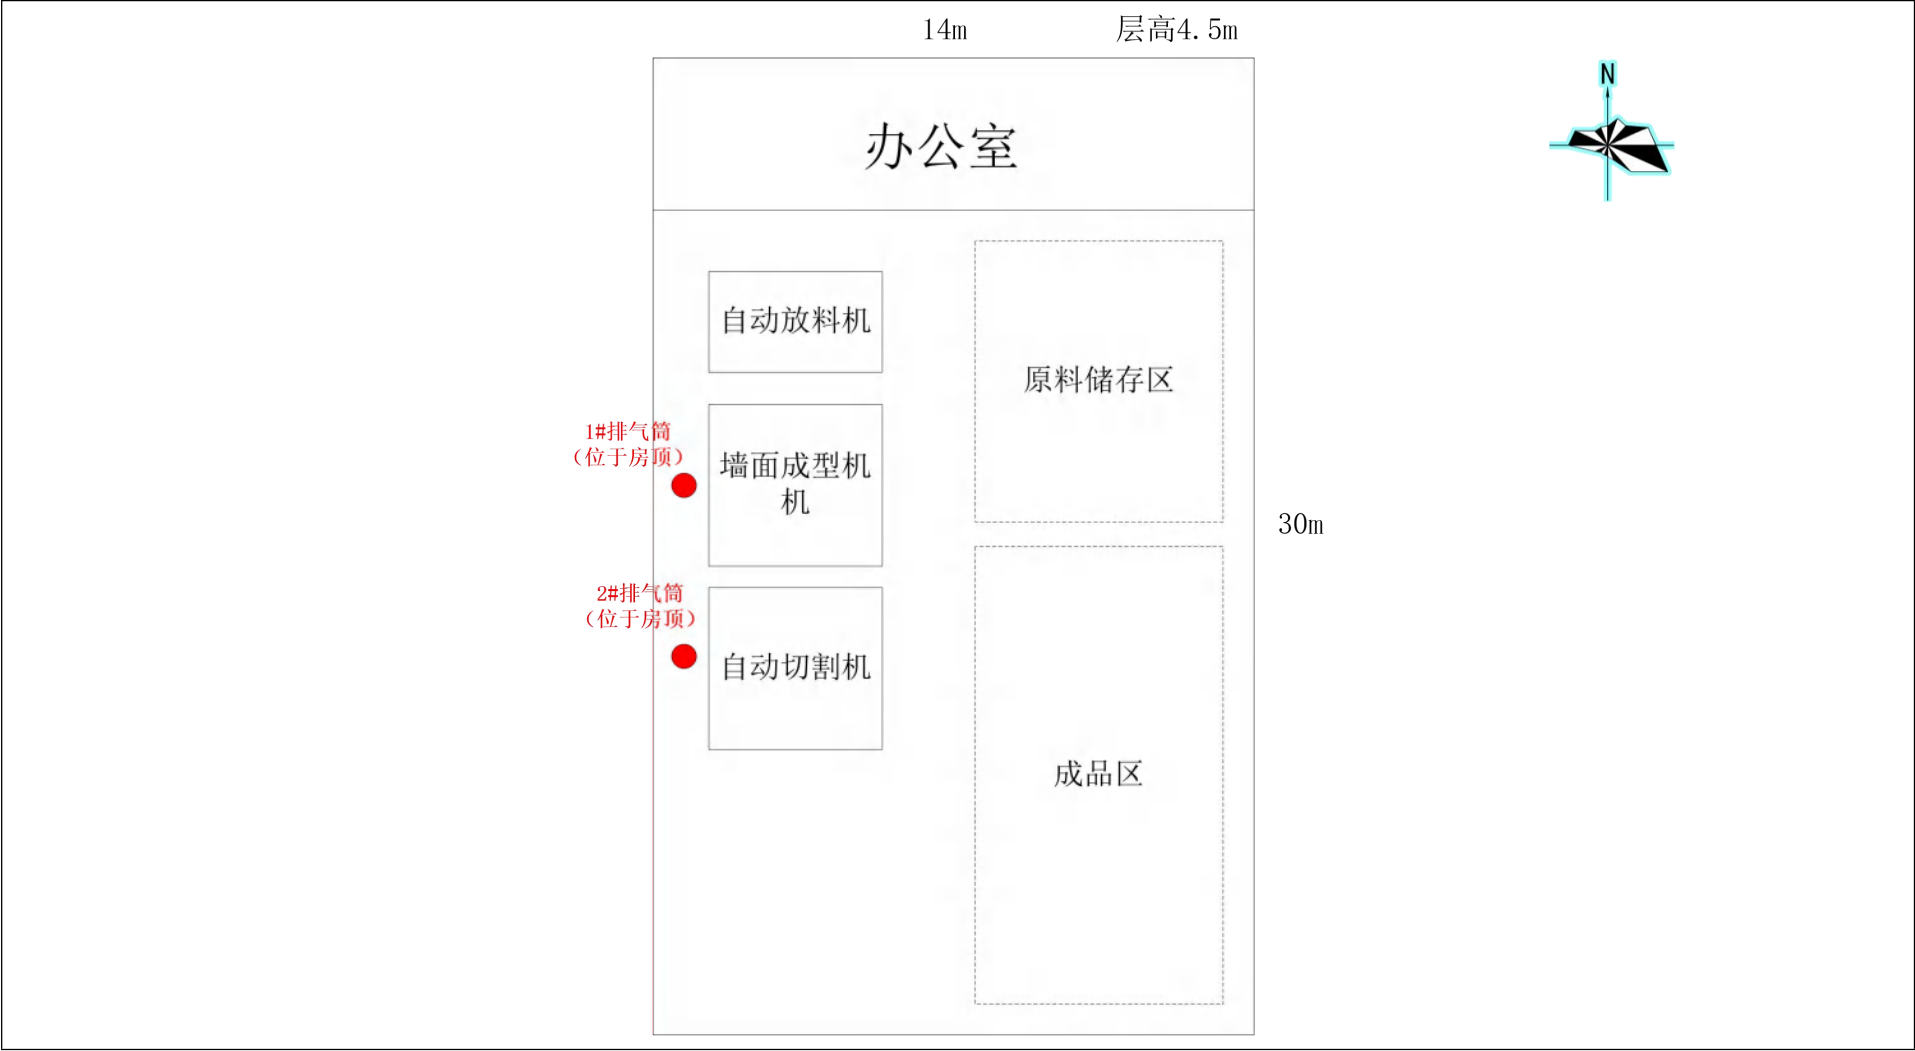 14m
层高4.5m
N
办公室
自动放料机
原料储存区
1#排气筒
（位于房顶）
墙面成型机
机
30m
2#排气筒
（位于房顶）
自动切割机
成品区